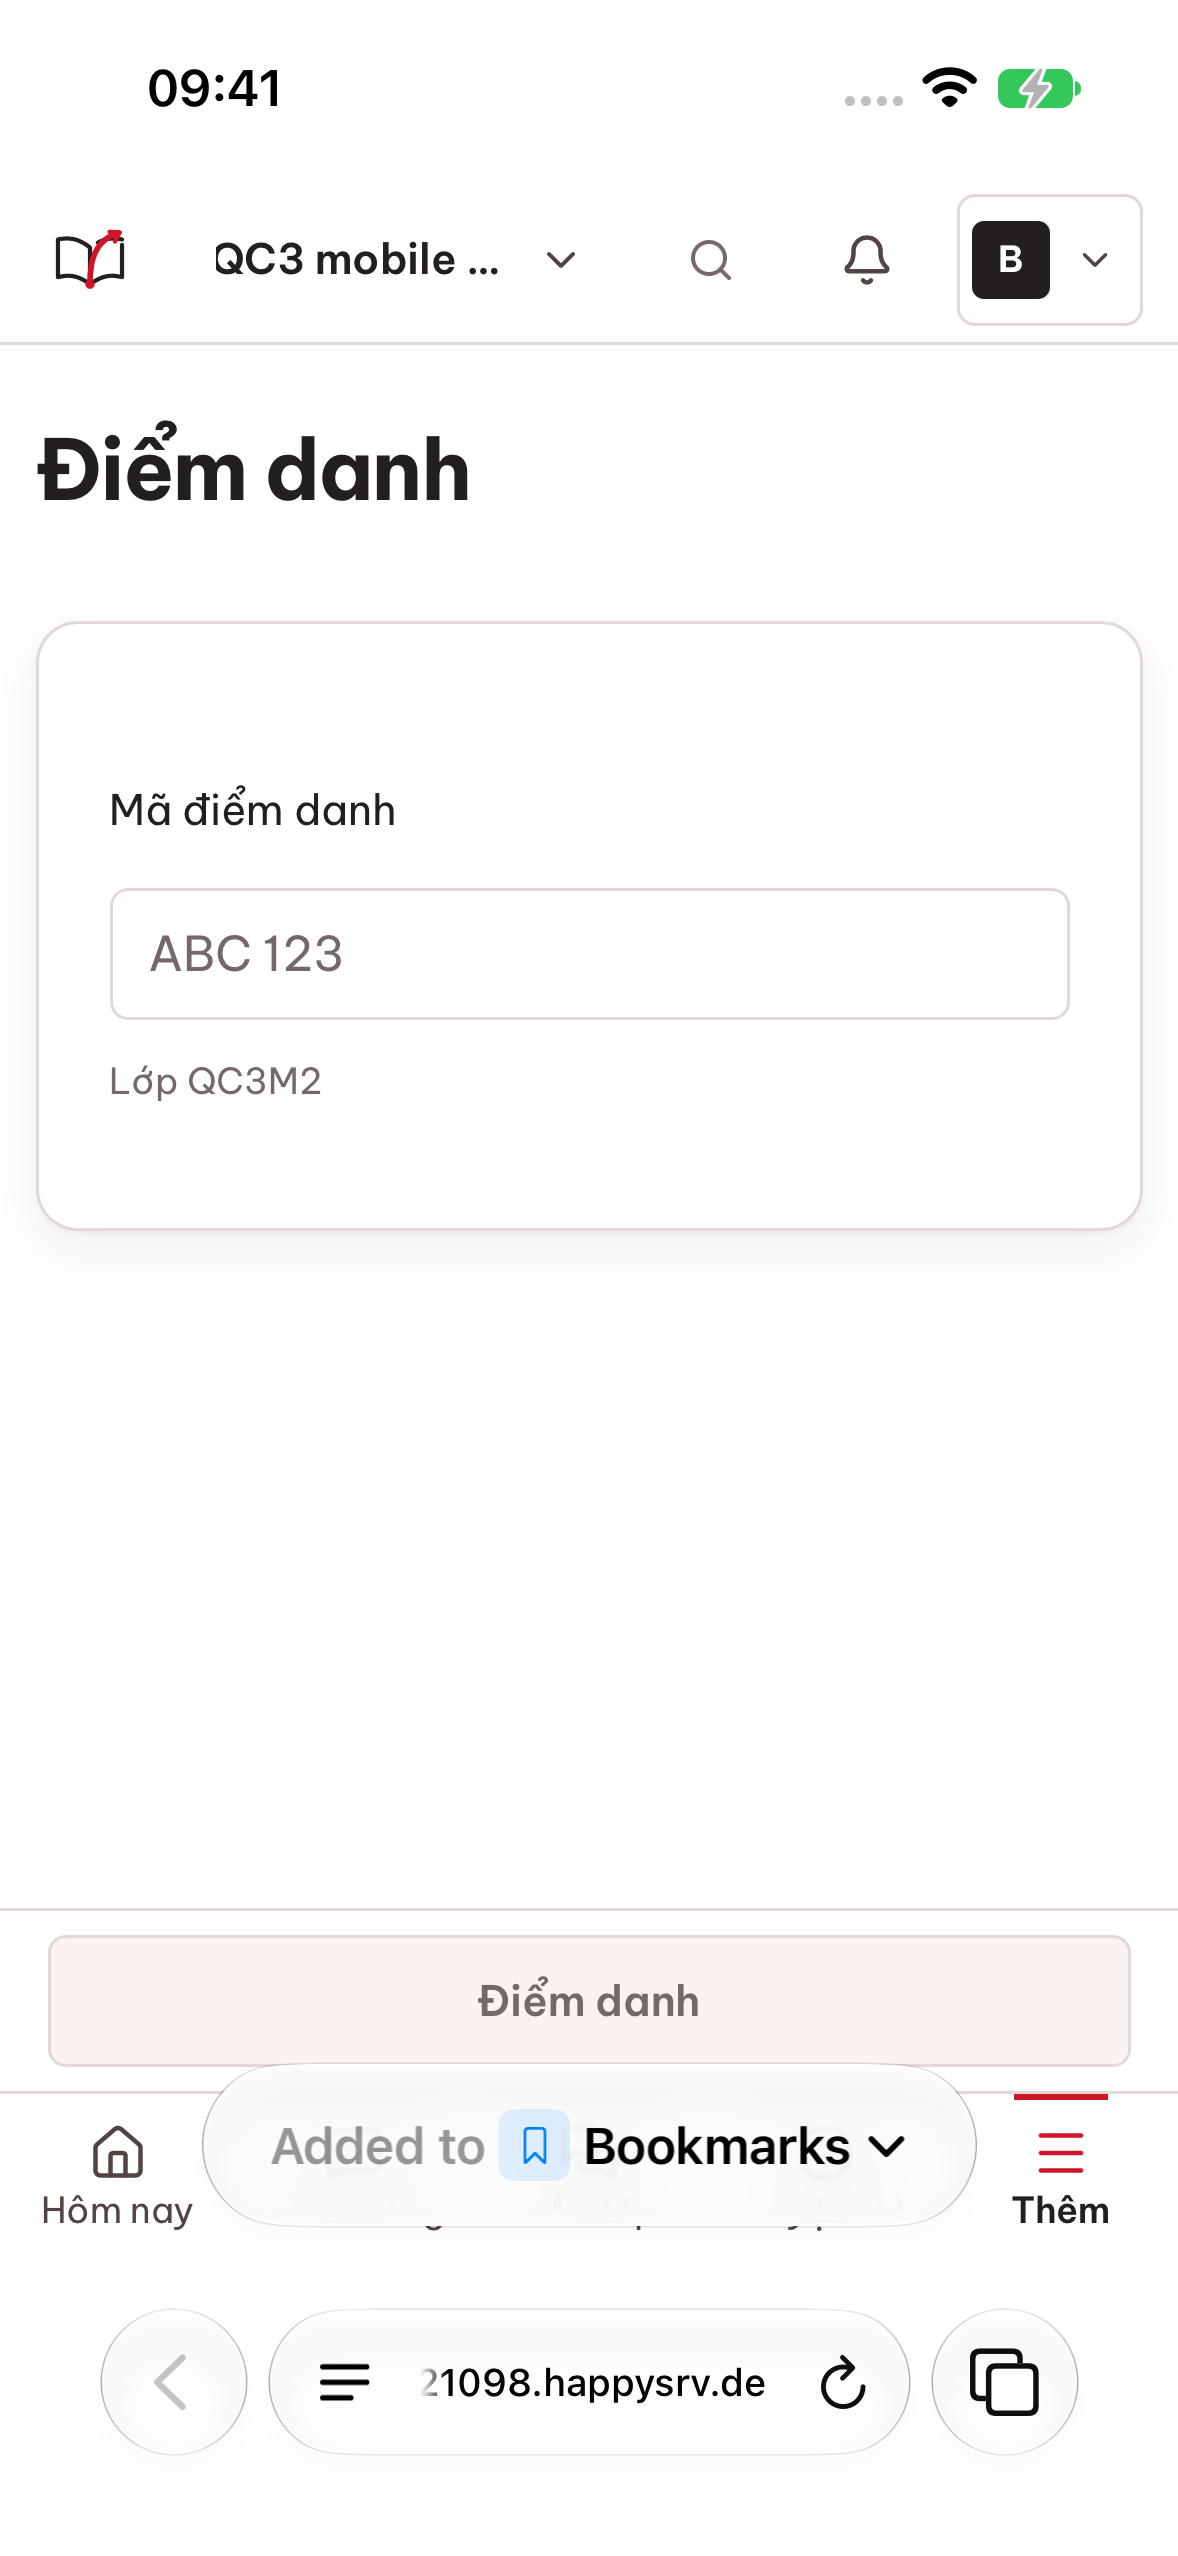 09:41
QC3 mobile ...
B
Điểm danh
Mã điểm danh
ABC 123
Lớp QC3M2
Điểm danh
Added to Bookmarks
Hôm nay
Thêm
21098.happysrv.de